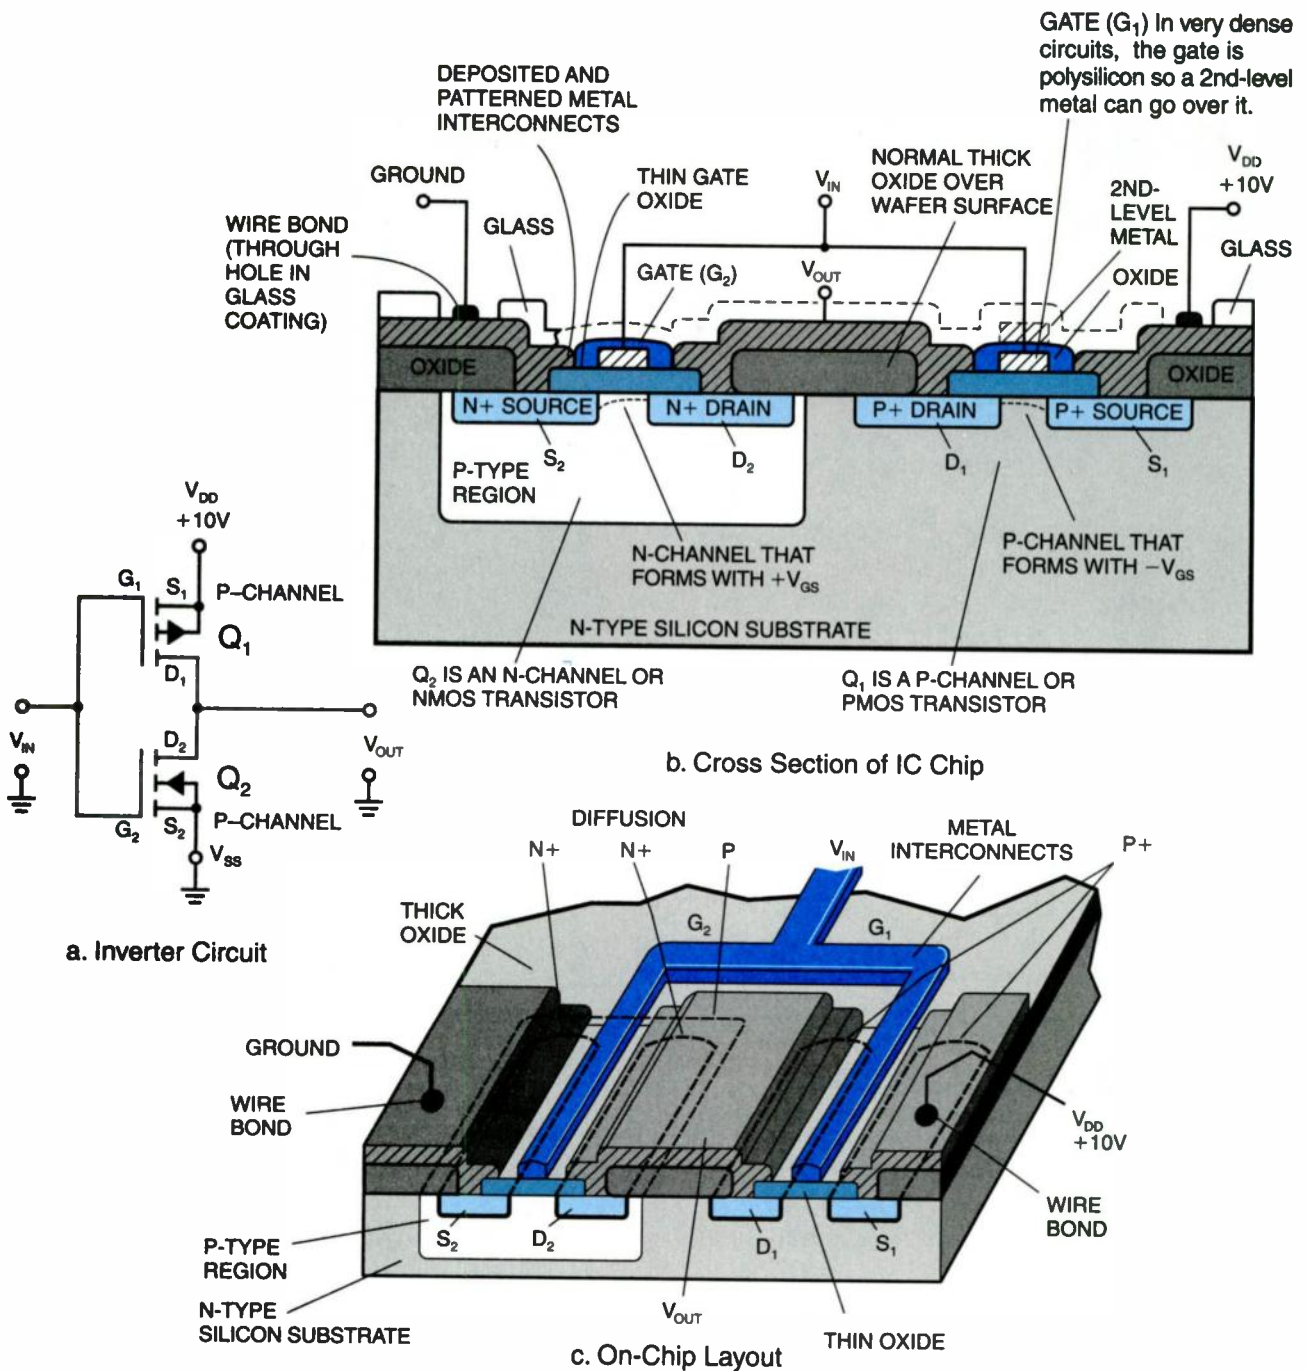 GATE (G1) In very dense
circuits, the gate is
polysilicon so a 2nd-level
metal can go over it.
DEPOSITED AND
PATTERNED METAL
INTERCONNECTS
GROUND
THIN GATE
OXIDE
VIN
NORMAL THICK
OXIDE OVER
WAFER SURFACE
VDD
+10V
2ND-
LEVEL
METAL
WIRE BOND
(THROUGH
HOLE IN
GLASS
COATING)
GLASS
GATE (G2)
VOUT
OXIDE
GLASS
OXIDE
OXIDE
N+ SOURCE
N+ DRAIN
P+ DRAIN
P+ SOURCE
S2
D2
D1
S1
P-TYPE
REGION
N-CHANNEL THAT
FORMS WITH +VGS
P-CHANNEL THAT
FORMS WITH −VGS
N-TYPE SILICON SUBSTRATE
Q2 IS AN N-CHANNEL OR
NMOS TRANSISTOR
Q1 IS A P-CHANNEL OR
PMOS TRANSISTOR
b. Cross Section of IC Chip
VDD
+10V
G1
S1
P–CHANNEL
Q1
D1
VIN
D2
VOUT
Q2
G2
S2
P–CHANNEL
VSS
a. Inverter Circuit
DIFFUSION
N+
N+
P
VIN
METAL
INTERCONNECTS
P+
THICK
OXIDE
G2
G1
GROUND
WIRE
BOND
VDD
+10V
WIRE
BOND
S2
D2
D1
S1
P-TYPE
REGION
N-TYPE
SILICON SUBSTRATE
VOUT
THIN OXIDE
c. On-Chip Layout